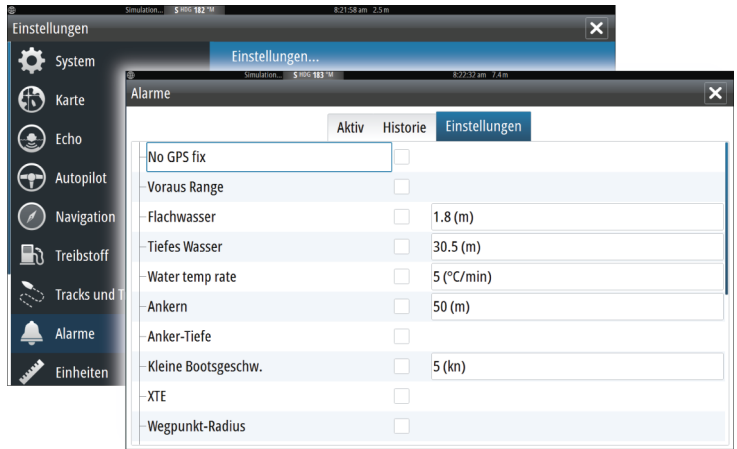 Simulation... S HDG 182 °M 8:21:58 am 2.5 m
Einstellungen
System
Einstellungen...
Karte
Echo
Autopilot
Navigation
Treibstoff
Tracks und T
Alarme
Einheiten
Simulation... S HDG 183 °M 8:22:32 am 7.4 m
Alarme
Aktiv Historie Einstellungen
No GPS fix
Voraus Range
Flachwasser 1.8 (m)
Tiefes Wasser 30.5 (m)
Water temp rate 5 (°C/min)
Ankern 50 (m)
Anker-Tiefe
Kleine Bootsgeschw. 5 (kn)
XTE
Wegpunkt-Radius